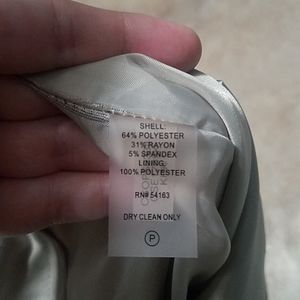 SHELL:
64% POLYESTER
31% RAYON
5% SPANDEX
LINING:
100% POLYESTER
RN# 54163
DRY CLEAN ONLY
P